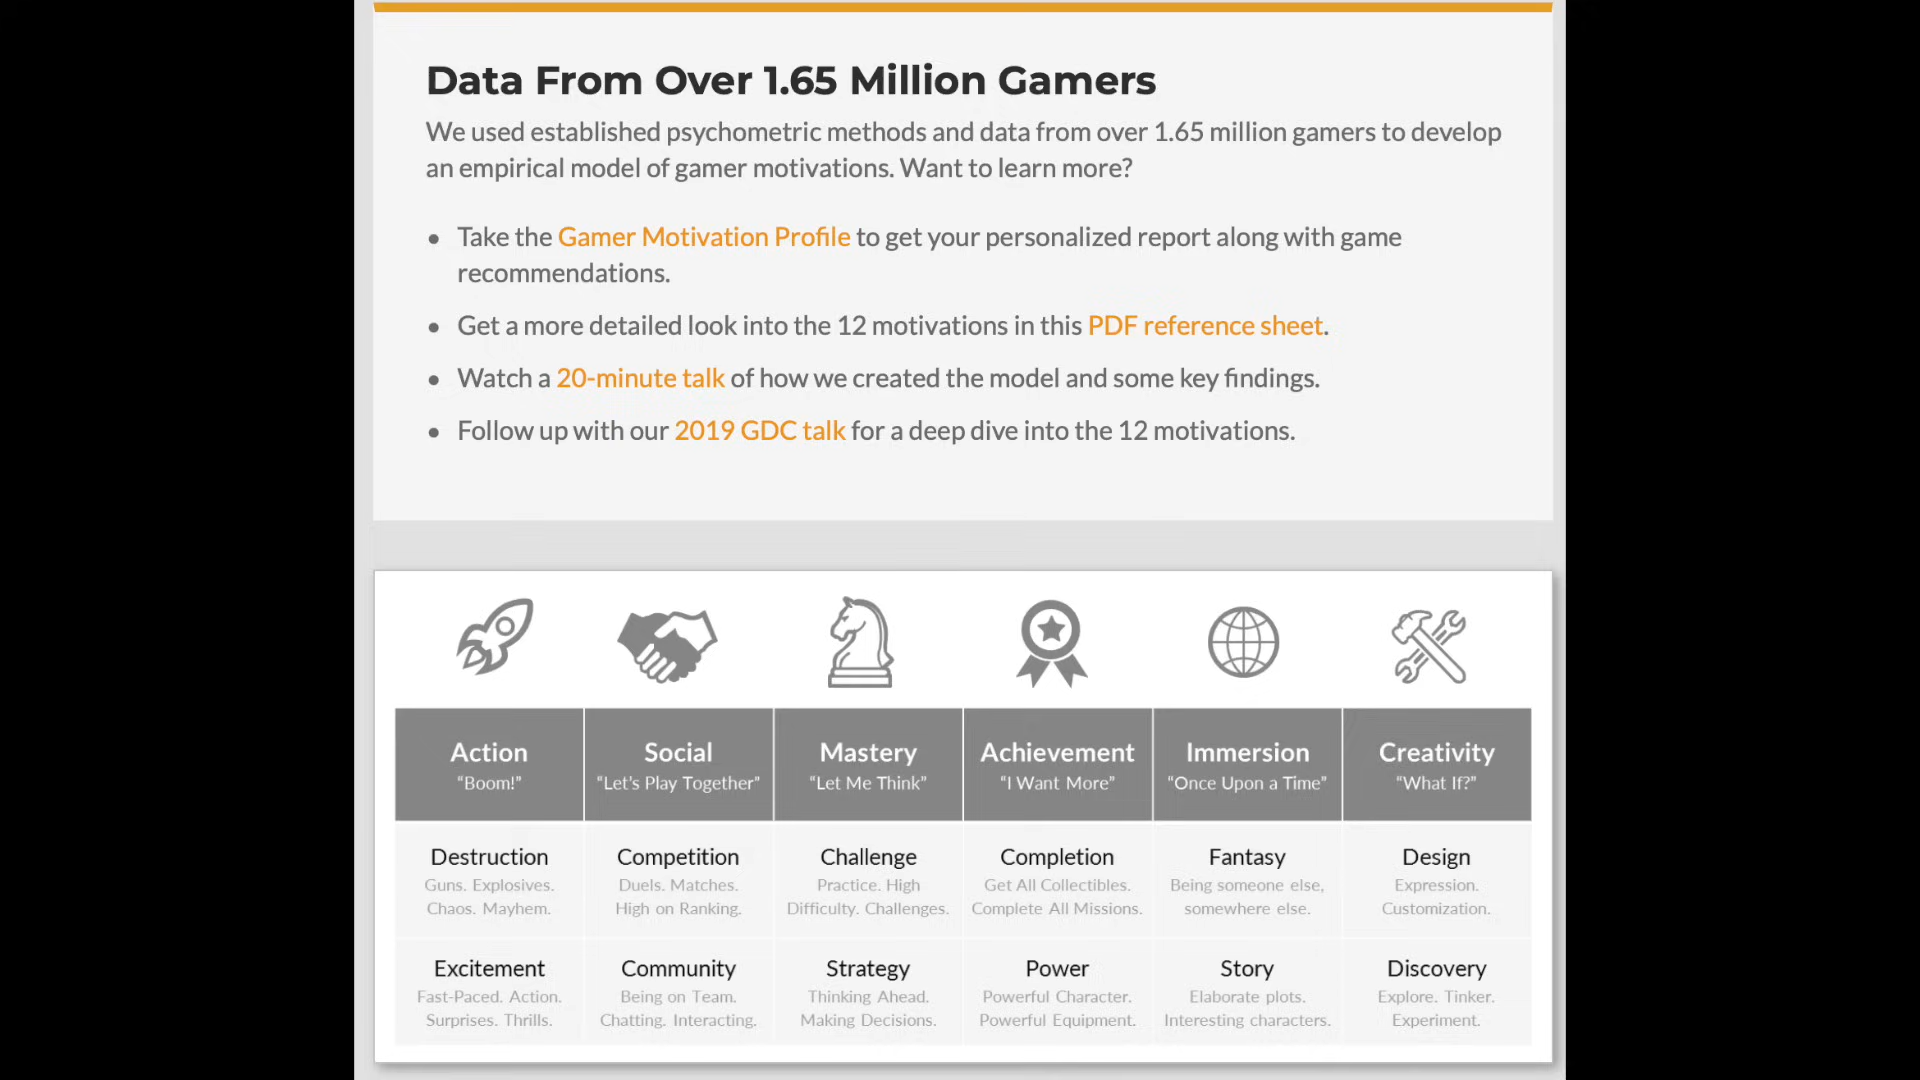 Data From Over 1.65 Million Gamers
We used established psychometric methods and data from over 1.65 million gamers to develop
an empirical model of gamer motivations. Want to learn more?
• Take the Gamer Motivation Profile to get your personalized report along with game
recommendations.
• Get a more detailed look into the 12 motivations in this PDF reference sheet.
• Watch a 20-minute talk of how we created the model and some key findings.
• Follow up with our 2019 GDC talk for a deep dive into the 12 motivations.
Action
“Boom!”
Social
“Let’s Play Together”
Mastery
“Let Me Think”
Achievement
“I Want More”
Immersion
“Once Upon a Time”
Creativity
“What If?”
Destruction
Guns. Explosives.
Chaos. Mayhem.
Competition
Duels. Matches.
High on Ranking.
Challenge
Practice. High
Difficulty. Challenges.
Completion
Get All Collectibles.
Complete All Missions.
Fantasy
Being someone else,
somewhere else.
Design
Expression.
Customization.
Excitement
Fast-Paced. Action.
Surprises. Thrills.
Community
Being on Team.
Chatting. Interacting.
Strategy
Thinking Ahead.
Making Decisions.
Power
Powerful Character.
Powerful Equipment.
Story
Elaborate plots.
Interesting characters.
Discovery
Explore. Tinker.
Experiment.